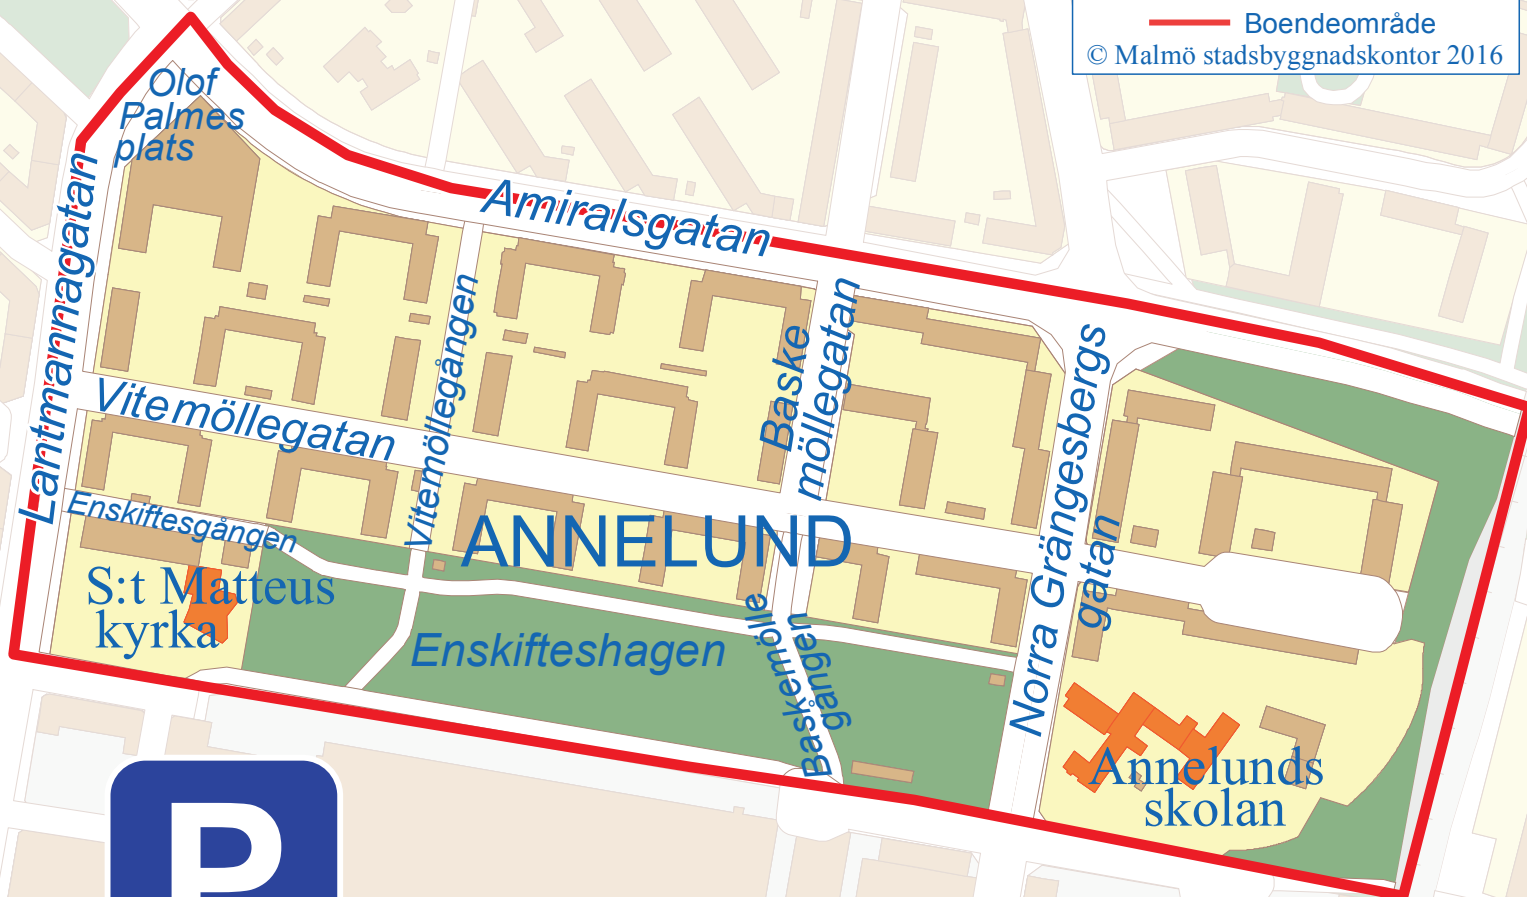 Boendeområde
© Malmö stadsbyggnadskontor 2016
Olof
Palmes
plats
Amiralsgatan
Lantmannagatan
Vitemöllegången
Baske
möllegatan
Norra Grängesbergs
gatan
Vitemöllegatan
Vitemöllegången
Enskiftesgången
ANNELUND
S:t Matteus
kyrka
Enskifteshagen
Baskemölle
gången
Annelunds
skolan
P